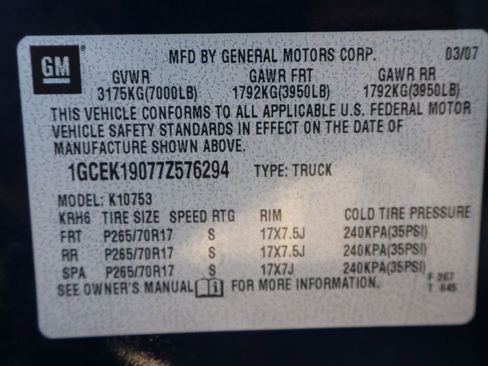 GM
MFD BY GENERAL MOTORS CORP. 03/07
GVWR GAWR FRT GAWR RR
3175KG(7000LB) 1792KG(3950LB) 1792KG(3950LB)
THIS VEHICLE CONFORMS TO ALL APPLICABLE U.S. FEDERAL MOTOR
VEHICLE SAFETY STANDARDS IN EFFECT ON THE DATE OF
MANUFACTURE SHOWN ABOVE.
1GCEK19077Z576294 TYPE: TRUCK
MODEL: K10753
KRH6 TIRE SIZE SPEED RTG RIM COLD TIRE PRESSURE
FRT P265/70R17 S 17X7.5J 240KPA(35PSI)
RR P265/70R17 S 17X7.5J 240KPA(35PSI)
SPA P265/70R17 S 17X7J 240KPA(35PSI)
SEE OWNER'S MANUAL FOR MORE INFORMATION.
F 267
T 645